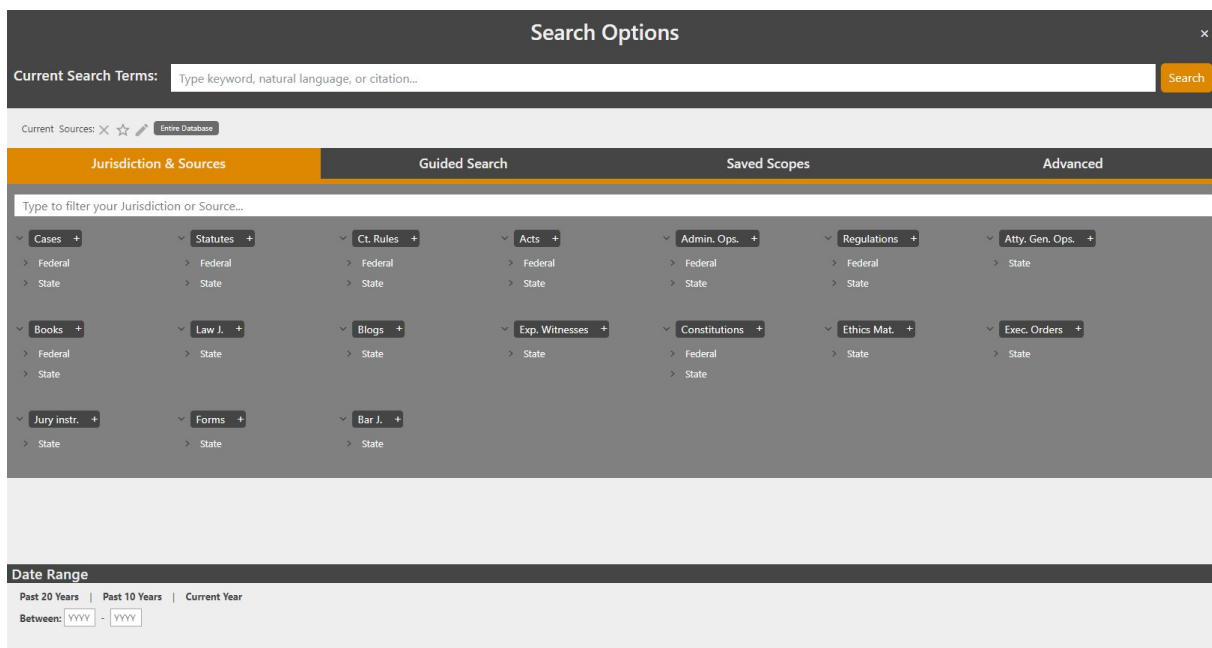 Search Options
×
Current Search Terms: Type keyword, natural language, or citation... Search
Current Sources: Entire Database
Jurisdiction & Sources Guided Search Saved Scopes Advanced
Type to filter your Jurisdiction or Source...
Cases + Statutes + Ct. Rules + Acts + Admin. Ops. + Regulations + Atty. Gen. Ops. +
Federal Federal Federal Federal Federal Federal State
State State State State State State
Books + Law J. + Blogs + Exp. Witnesses + Constitutions + Ethics Mat. + Exec. Orders +
Federal State State State Federal State State
State State
Jury instr. + Forms + Bar J. +
State State State
Date Range
Past 20 Years | Past 10 Years | Current Year
Between: YYYY - YYYY